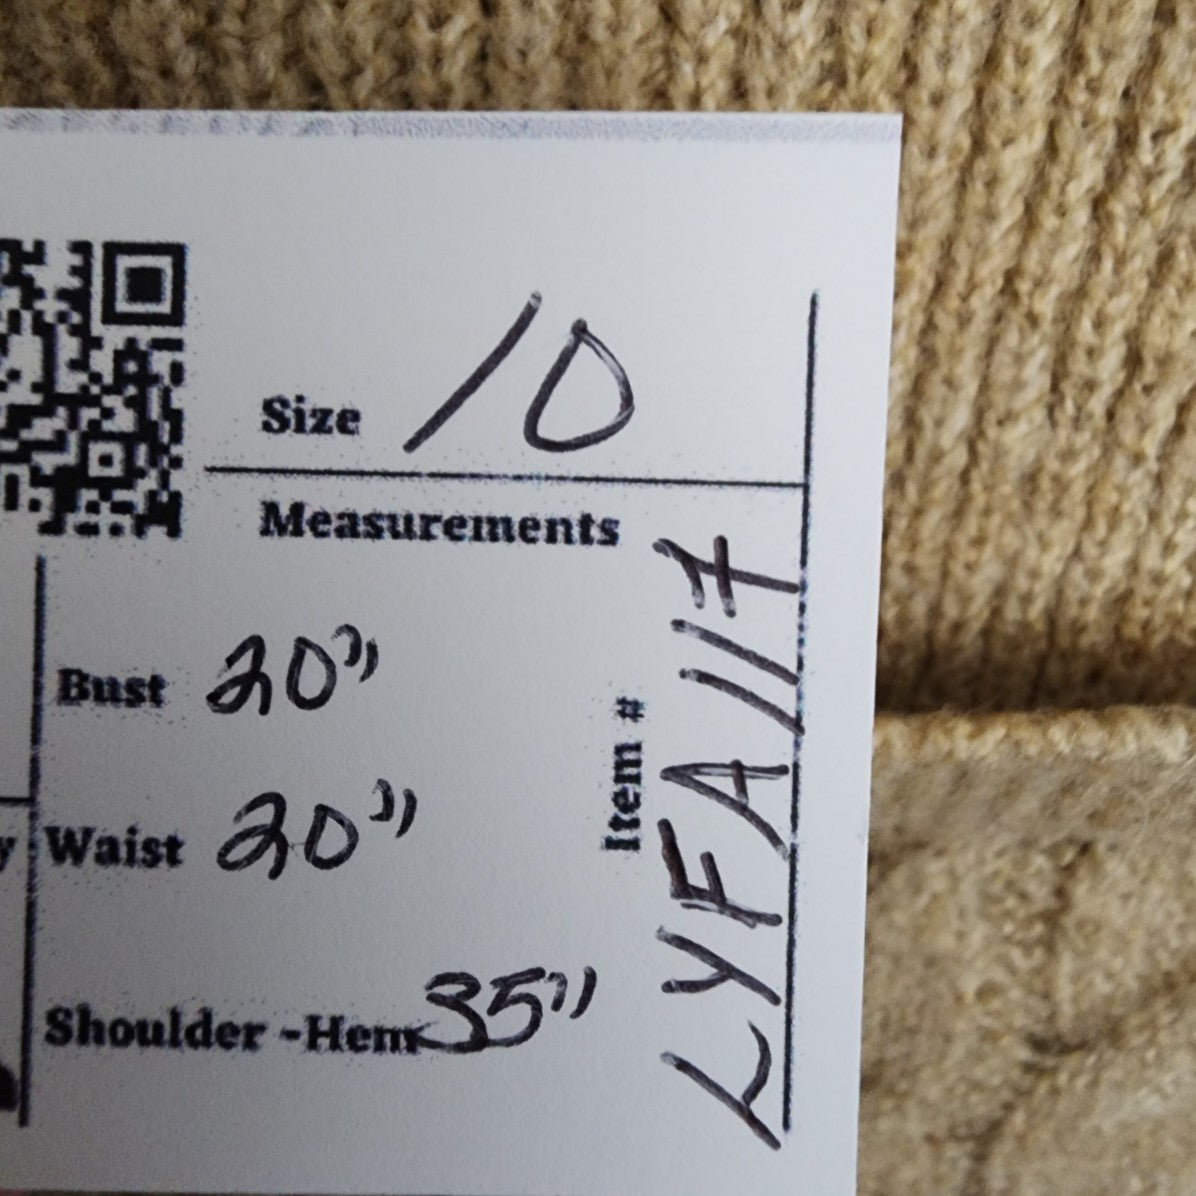 Size 10
Measurements
Bust 20"
Waist 20"
Shoulder - Hem 35"
Item #
LYFA117